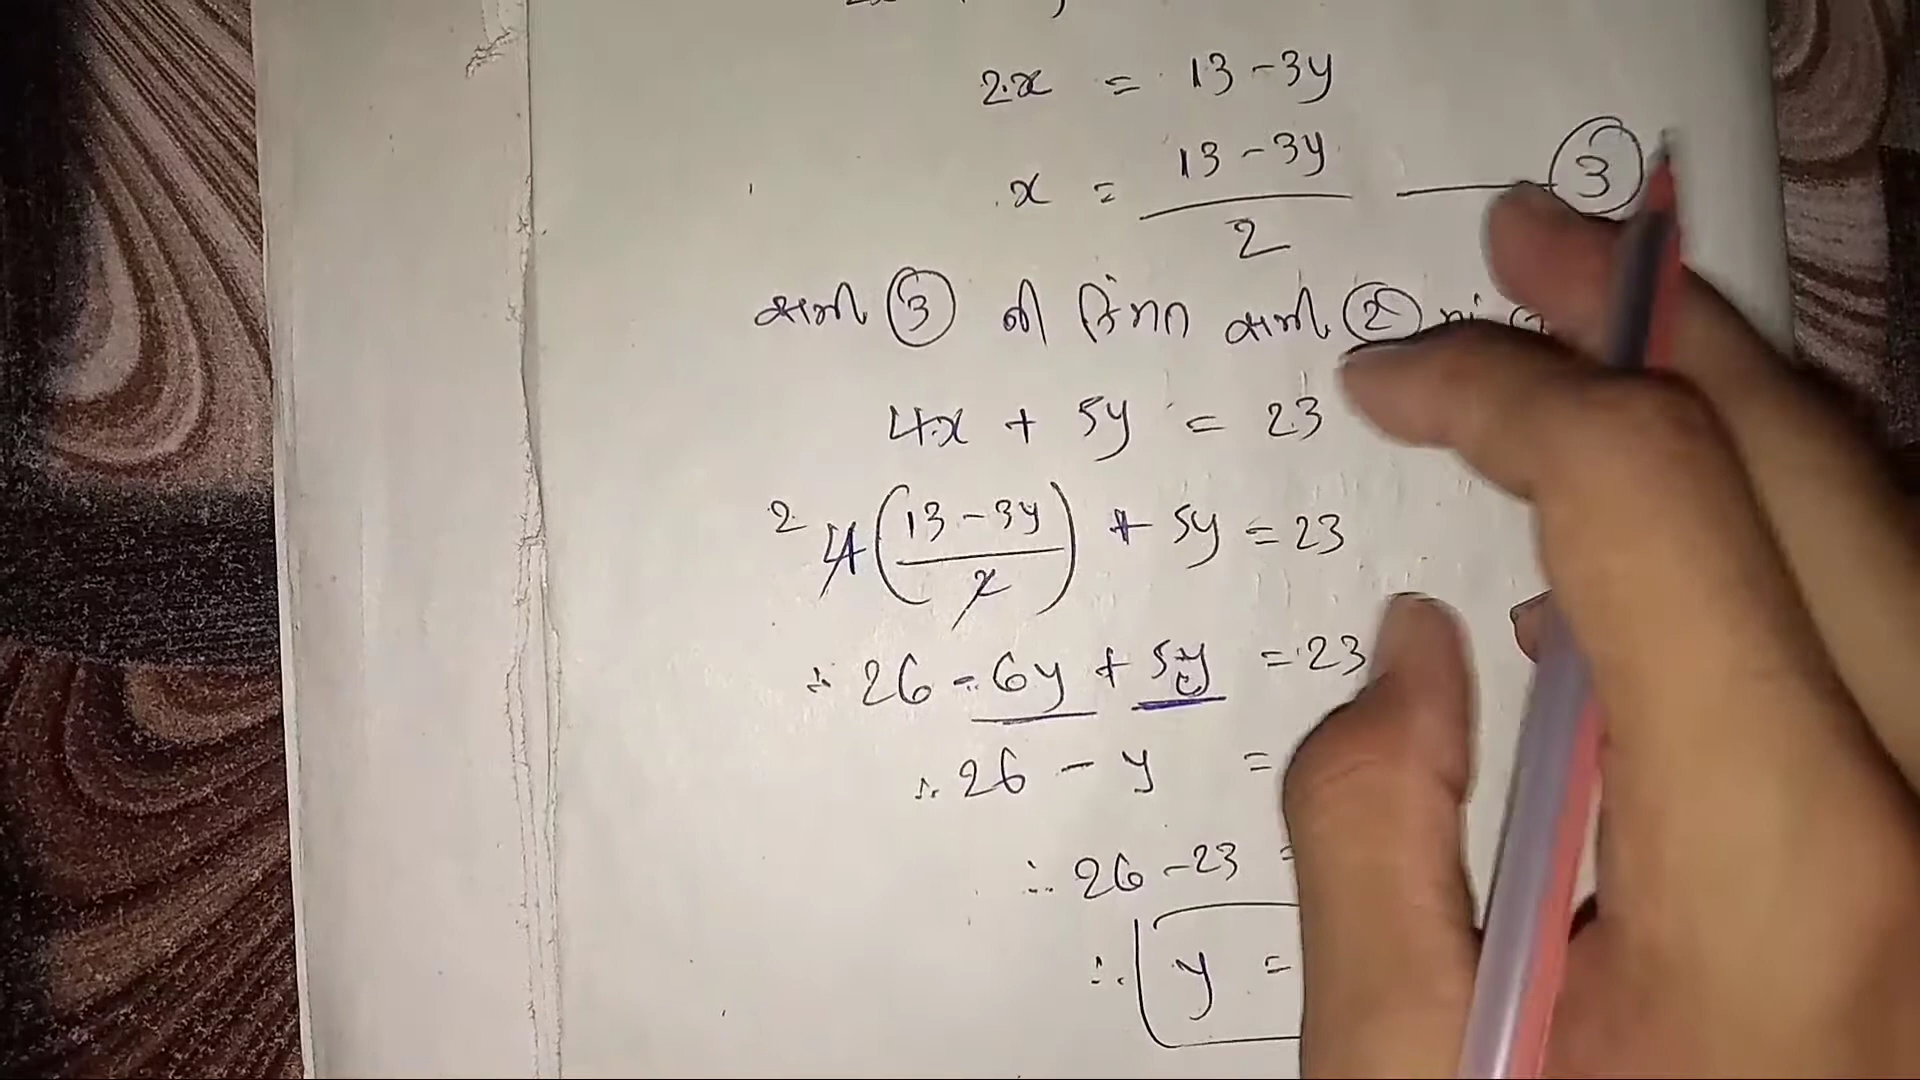 2x = 13 - 3y
x = (13 - 3y)/2 —— ③
સમી ③ ની કિંમત સમી. ② માં
4x + 5y = 23
2 4((13 - 3y)/2) + 5y = 23
∴ 26 - 6y + 5y = 23
∴ 26 - y =
∴ 26 - 23 =
∴ y =